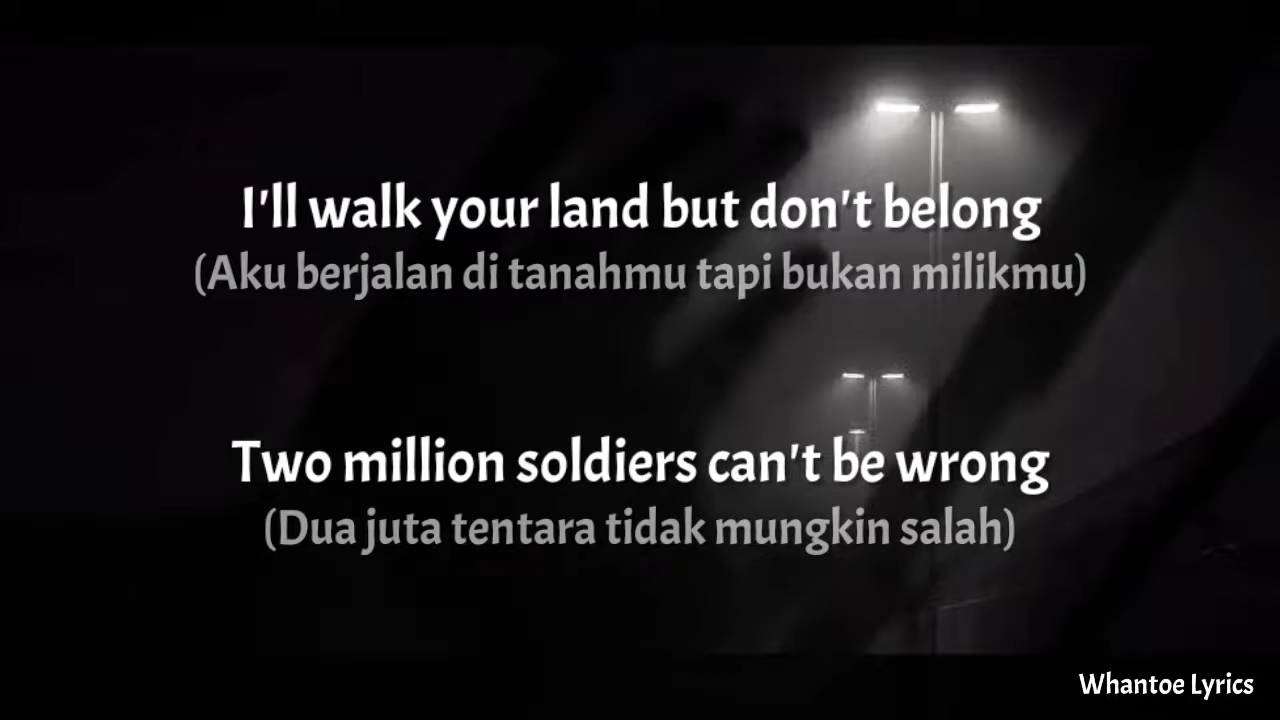 I'll walk your land but don't belong
(Aku berjalan di tanahmu tapi bukan milikmu)
Two million soldiers can't be wrong
(Dua juta tentara tidak mungkin salah)
Whantoe Lyrics